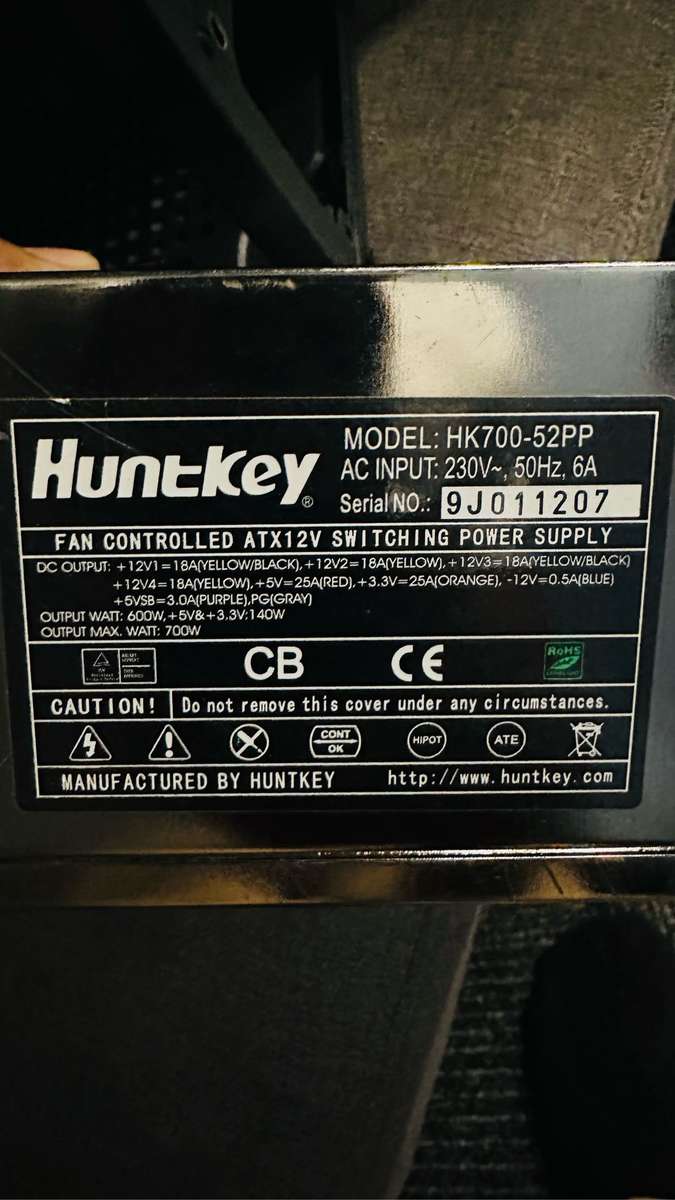 Huntkey®
MODEL: HK700-52PP
AC INPUT: 230V~, 50Hz, 6A
Serial NO.: 9J011207
FAN CONTROLLED ATX12V SWITCHING POWER SUPPLY
DC OUTPUT: +12V1=18A(YELLOW/BLACK), +12V2=18A(YELLOW), +12V3=18A(YELLOW/BLACK)
+12V4=18A(YELLOW), +5V=25A(RED), +3.3V=25A(ORANGE), -12V=0.5A(BLUE)
+5VSB=3.0A(PURPLE),PG(GRAY)
OUTPUT WATT: 600W, +5V&+3.3V:140W
OUTPUT MAX. WATT: 700W
CB
CE
RoHS
CAUTION! Do not remove this cover under any circumstances.
CONT
OK
HIPOT
ATE
MANUFACTURED BY HUNTKEY
http://www.huntkey.com